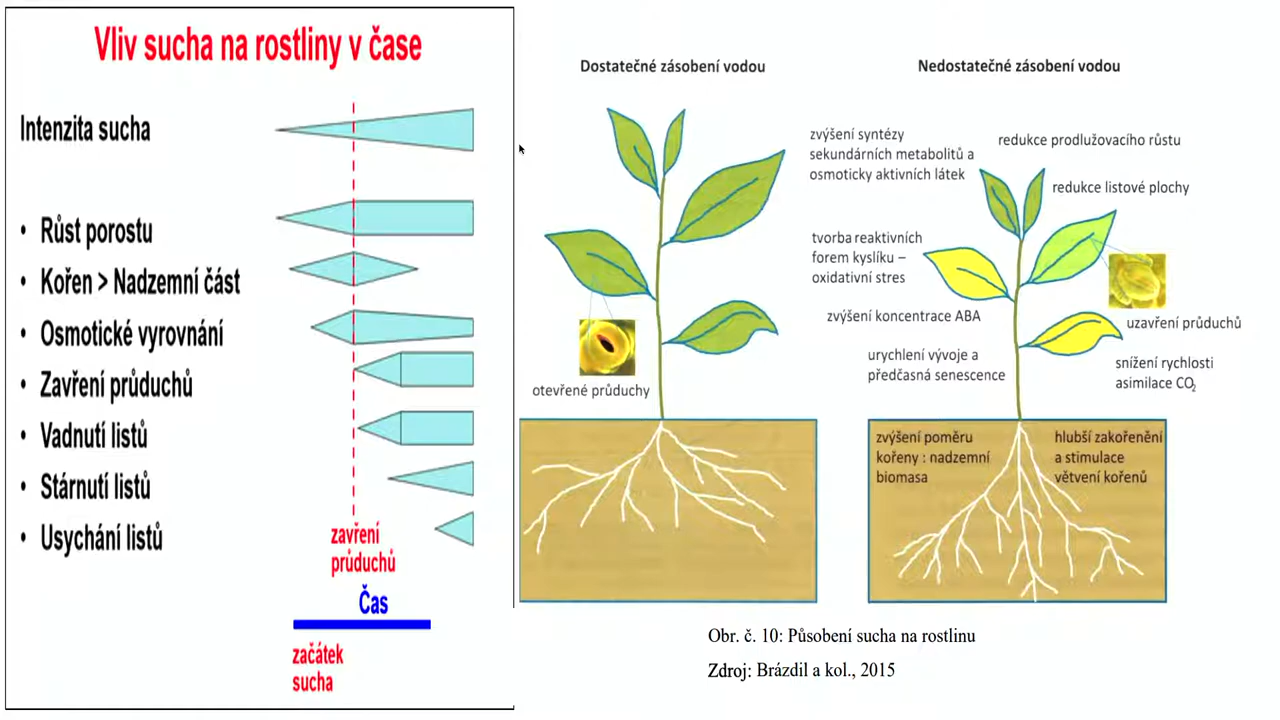 Vliv sucha na rostliny v čase
Intenzita sucha
• Růst porostu
• Kořen > Nadzemní část
• Osmotické vyrovnání
• Zavření průduchů
• Vadnutí listů
• Stárnutí listů
• Usychání listů
zavření
průduchů
Čas
začátek
sucha
Dostatečné zásobení vodou
otevřené průduchy
Nedostatečné zásobení vodou
zvýšení syntézy
sekundárních metabolitů a
osmoticky aktivních látek
redukce prodlužovacího růstu
redukce listové plochy
tvorba reaktivních
forem kyslíku –
oxidativní stres
zvýšení koncentrace ABA
uzavření průduchů
urychlení vývoje a
předčasná senescence
snížení rychlosti
asimilace CO₂
zvýšení poměru
kořeny : nadzemní
biomasa
hlubší zakořenění
a stimulace
větvení kořenů
Obr. č. 10: Působení sucha na rostlinu
Zdroj: Brázdil a kol., 2015